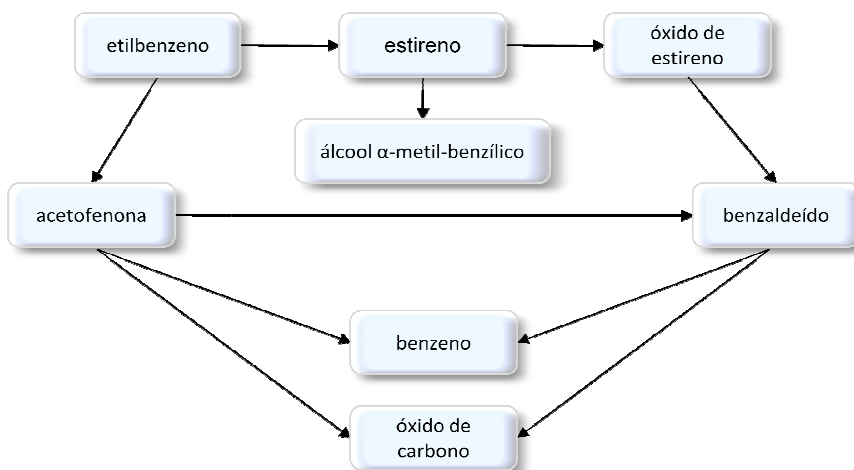 etilbenzeno
estireno
óxido de
estireno
álcool α-metil-benzílico
acetofenona
benzaldeído
benzeno
óxido de
carbono